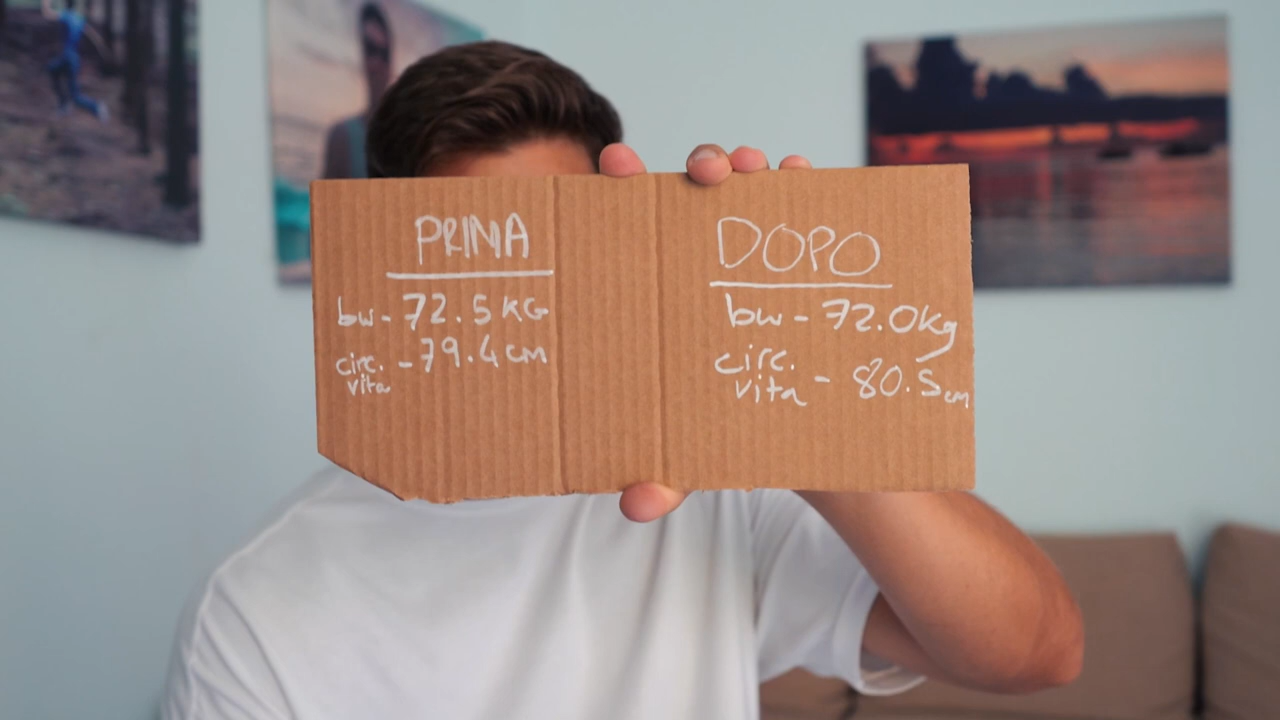 PRIMA
bw - 72.5 KG
circ. vita - 79.4 cm
DOPO
bw - 72.0 kg
circ. vita - 80.5 cm